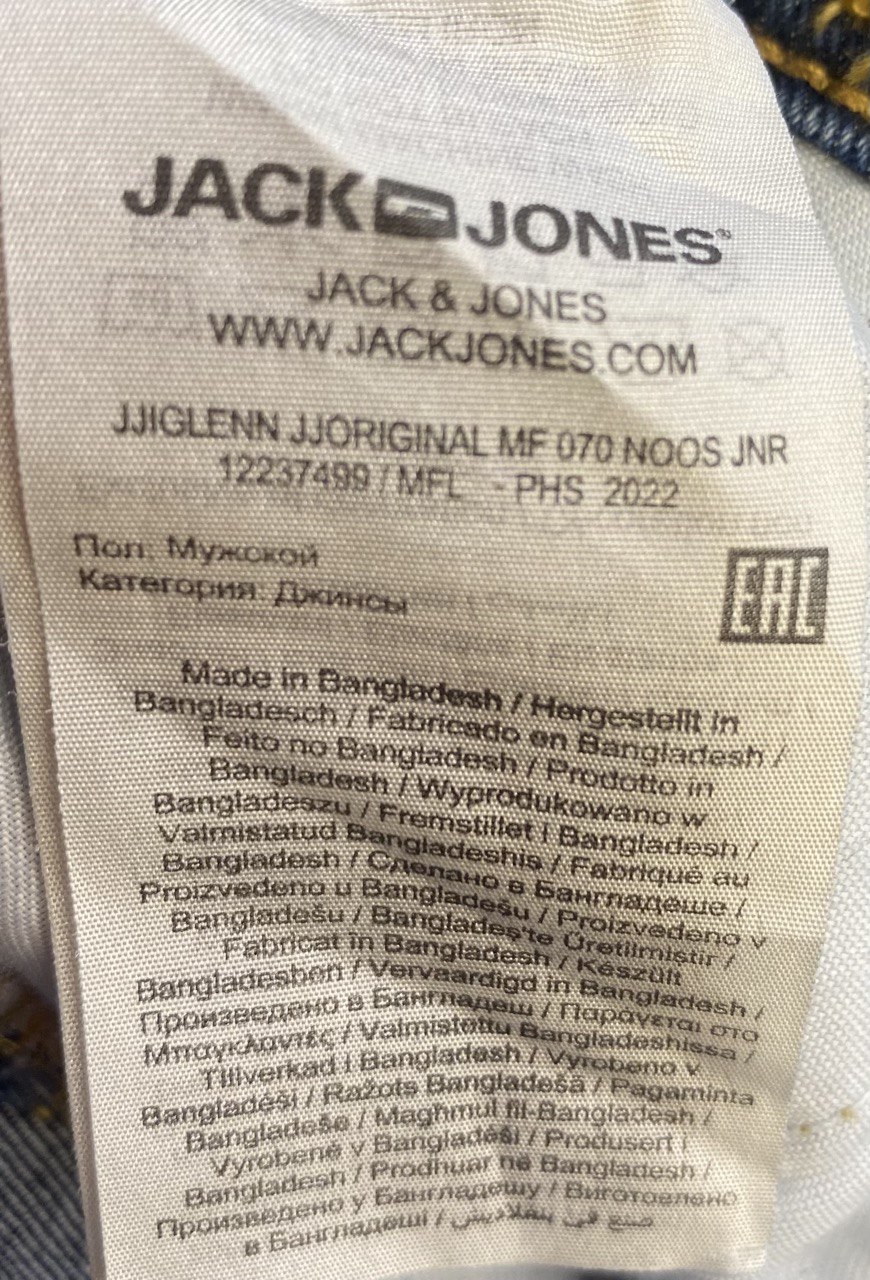 JACK JONES™
JACK & JONES
WWW.JACKJONES.COM
JJIGLENN JJORIGINAL MF 070 NOOS JNR
12237499 / MFL - PHS 2022
Пол: Мужской
Категория: Джинсы
EAC
Made in Bangladesh / Hergestellt in
Bangladesch / Fabricado en Bangladesh /
Feito no Bangladesh / Prodotto in
Bangladesh / Wyprodukowano w
Bangladeszu / Fremstillet i Bangladesh /
Valmistatud Bangladeshis / Fabriqué au
Bangladesh / Сделано в Бангладеше /
Proizvedeno u Bangladešu / Proizvedeno v
Bangladešu / Bangladeş'te Üretilmiştir /
Fabricat in Bangladesh / Készült
Bangladesben / Vervaardigd in Bangladesh /
Произведено в Бангладеш / Παράγεται στο
Μπαγκλαντές / Valmistettu Bangladeshissa /
Tillverkad i Bangladesh / Vyrobeno v
Bangladéši / Ražots Bangladešā / Pagaminta
Bangladeše / Maghmul fil-Bangladesh /
Vyrobené v Bangladéši / Produsert i
Bangladesh / Prodhuar në Bangladesh /
Произведено у Бангладешу / Виготовлено
в Бангладеші / صنع في بنغلاديش